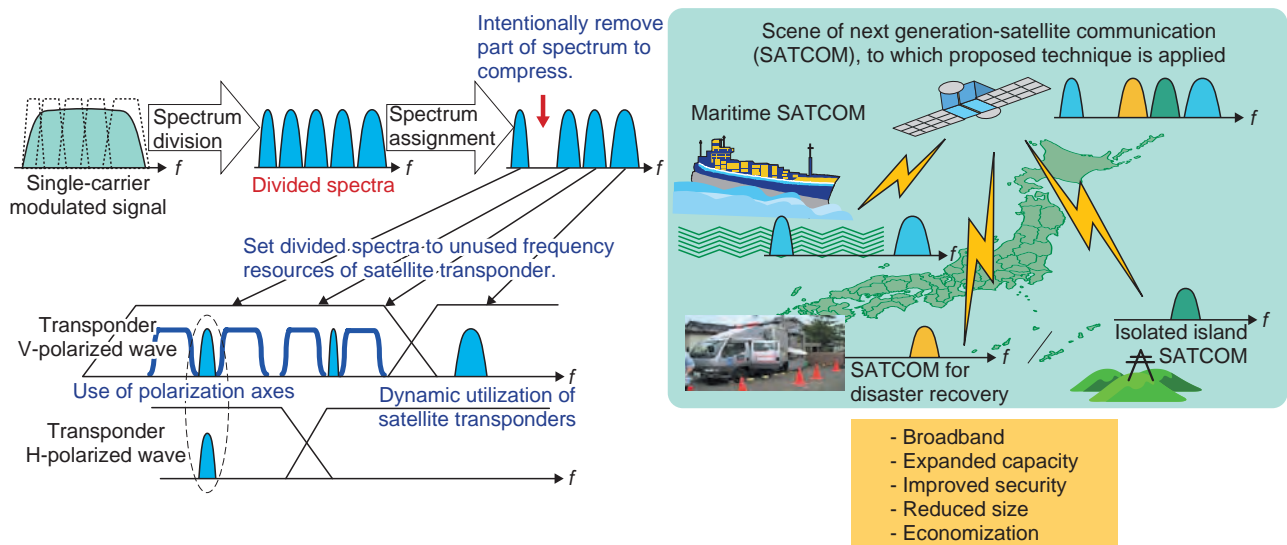 Intentionally remove
part of spectrum to
compress.
Spectrum
division
Spectrum
assignment
f
f
f
Single-carrier
modulated signal
Divided spectra
Set divided spectra to unused frequency
resources of satellite transponder.
Transponder
V-polarized wave
f
Use of polarization axes
Dynamic utilization of
satellite transponders
Transponder
H-polarized wave
f
Scene of next generation-satellite communication
(SATCOM), to which proposed technique is applied
Maritime SATCOM
f
f
f
Isolated island
SATCOM
f
SATCOM for
disaster recovery
- Broadband
- Expanded capacity
- Improved security
- Reduced size
- Economization